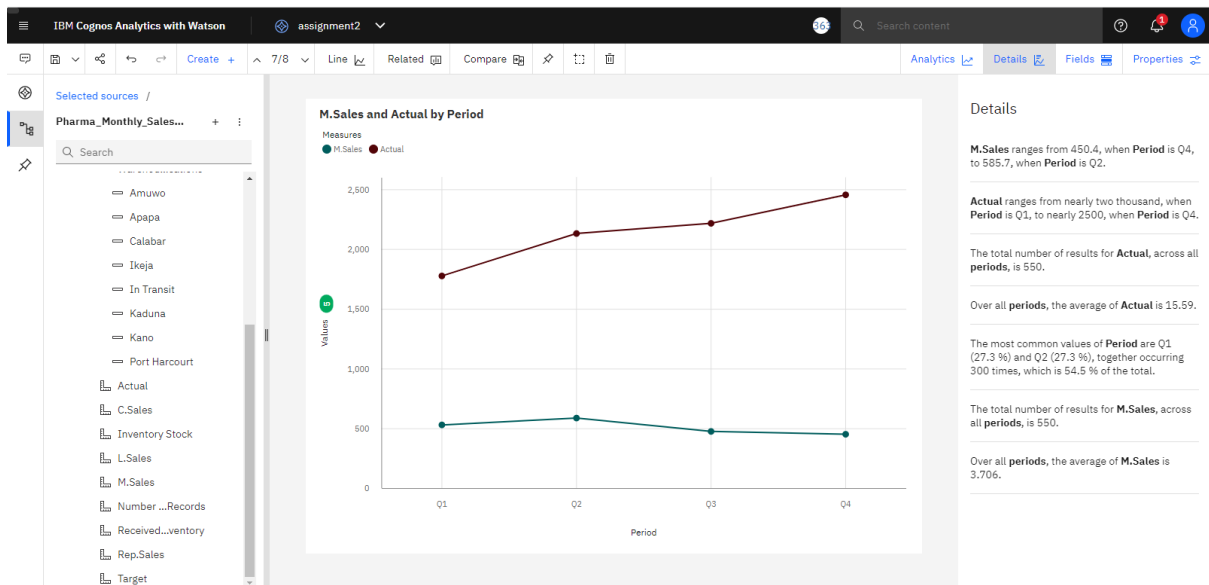 IBM Cognos Analytics with Watson
assignment2
363
Search content
1
Create +
7/8
Line
Related
Compare
Analytics
Details
Fields
Properties
Selected sources /
Pharma_Monthly_Sales...
Search
Amuwo
Apapa
Calabar
Ikeja
In Transit
Kaduna
Kano
Port Harcourt
Actual
C.Sales
Inventory Stock
L.Sales
M.Sales
Number ...Records
Received...ventory
Rep.Sales
Target
M.Sales and Actual by Period
Measures
M.Sales Actual
2,500
2,000
1,500
1,000
500
0
Values
Q1 Q2 Q3 Q4
Period
Details
M.Sales ranges from 450.4, when Period is Q4,
to 585.7, when Period is Q2.
Actual ranges from nearly two thousand, when
Period is Q1, to nearly 2500, when Period is Q4.
The total number of results for Actual, across all
periods, is 550.
Over all periods, the average of Actual is 15.59.
The most common values of Period are Q1
(27.3 %) and Q2 (27.3 %), together occurring
300 times, which is 54.5 % of the total.
The total number of results for M.Sales, across
all periods, is 550.
Over all periods, the average of M.Sales is
3.706.